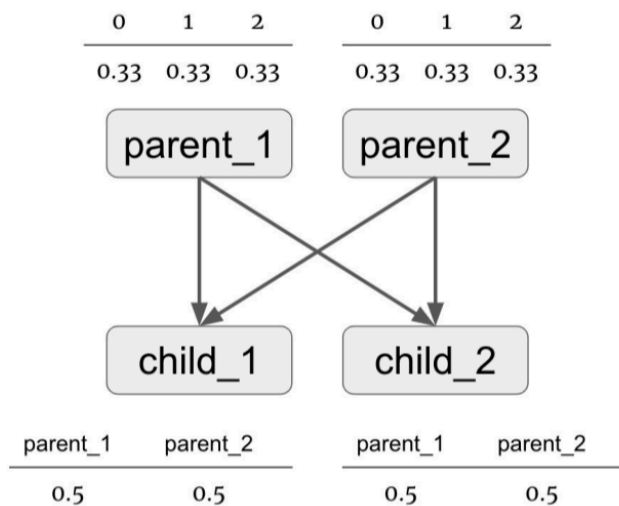 0 1 2 0 1 2
0.33 0.33 0.33 0.33 0.33 0.33
parent_1 parent_2
child_1 child_2
parent_1 parent_2 parent_1 parent_2
0.5 0.5 0.5 0.5